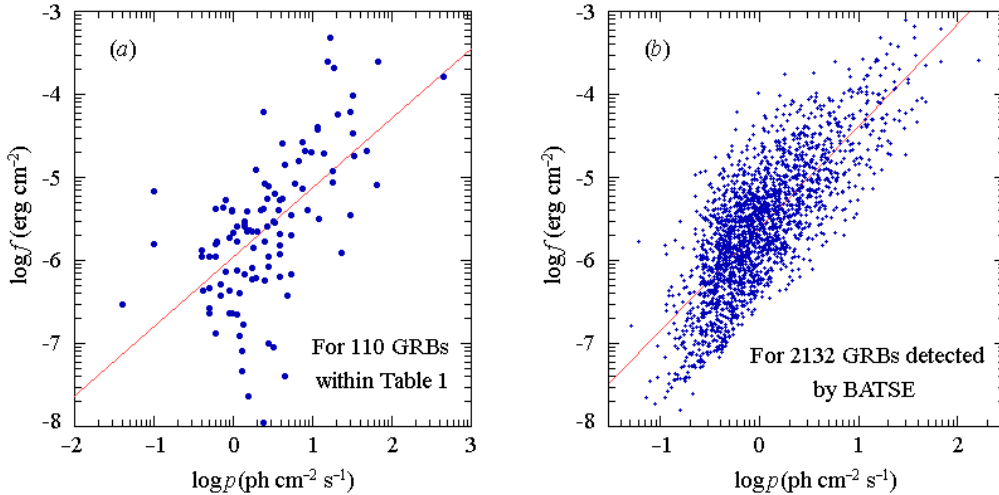 (a)
-3
-4
-5
-6
-7
-8
log f (erg cm⁻²)
For 110 GRBs
within Table 1
-2
-1
0
1
2
3
log p (ph cm⁻² s⁻¹)
(b)
-3
-4
-5
-6
-7
-8
log f (erg cm⁻²)
For 2132 GRBs detected
by BATSE
-1
0
1
2
log p (ph cm⁻² s⁻¹)